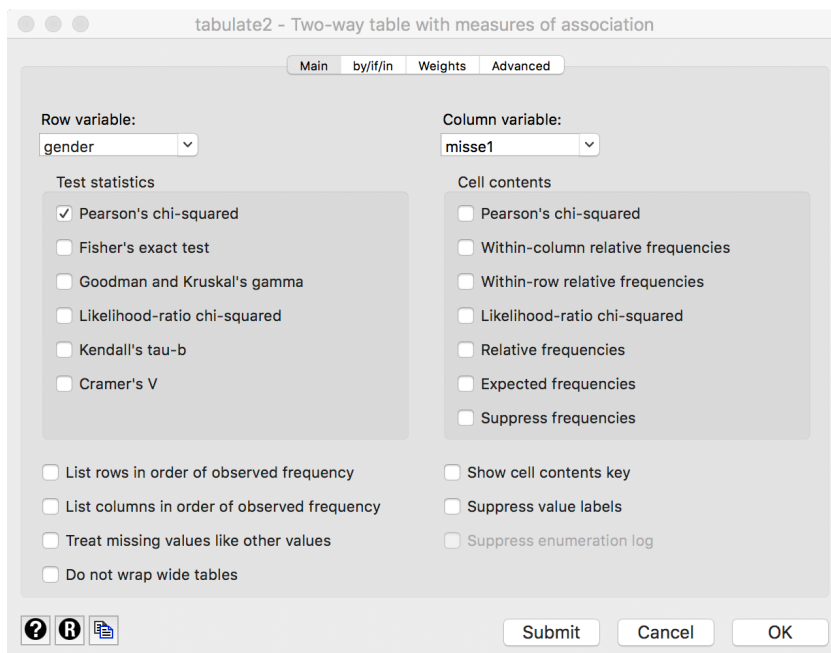 tabulate2 - Two-way table with measures of association
Main by/if/in Weights Advanced
Row variable:
gender
Test statistics
Pearson's chi-squared
Fisher's exact test
Goodman and Kruskal's gamma
Likelihood-ratio chi-squared
Kendall's tau-b
Cramer's V
List rows in order of observed frequency
List columns in order of observed frequency
Treat missing values like other values
Do not wrap wide tables
Column variable:
misse1
Cell contents
Pearson's chi-squared
Within-column relative frequencies
Within-row relative frequencies
Likelihood-ratio chi-squared
Relative frequencies
Expected frequencies
Suppress frequencies
Show cell contents key
Suppress value labels
Suppress enumeration log
? R
Submit Cancel OK